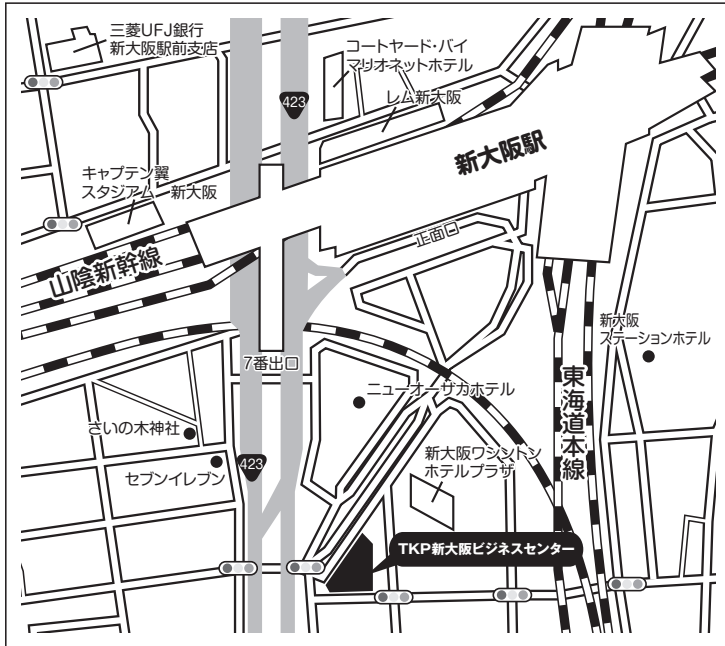 三菱UFJ銀行
新大阪駅前支店
コートヤード・バイ
マリオネットホテル
423
レム新大阪
新大阪駅
キャプテン翼
スタジアム 新大阪
正面口
山陰新幹線
新大阪
ステーションホテル
7番出口
ニューオーサカホテル
東海道本線
さいの木神社
新大阪ワシントン
ホテルプラザ
423
セブンイレブン
TKP新大阪ビジネスセンター